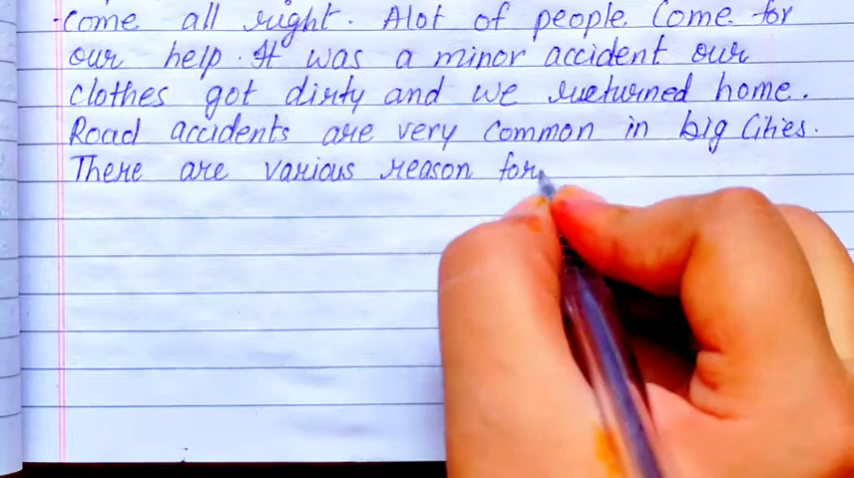 come all right. Alot of people come for
our help. It was a minor accident our
clothes got dirty and we rueturned home.
Road accidents are very common in big cities.
There are various reason for